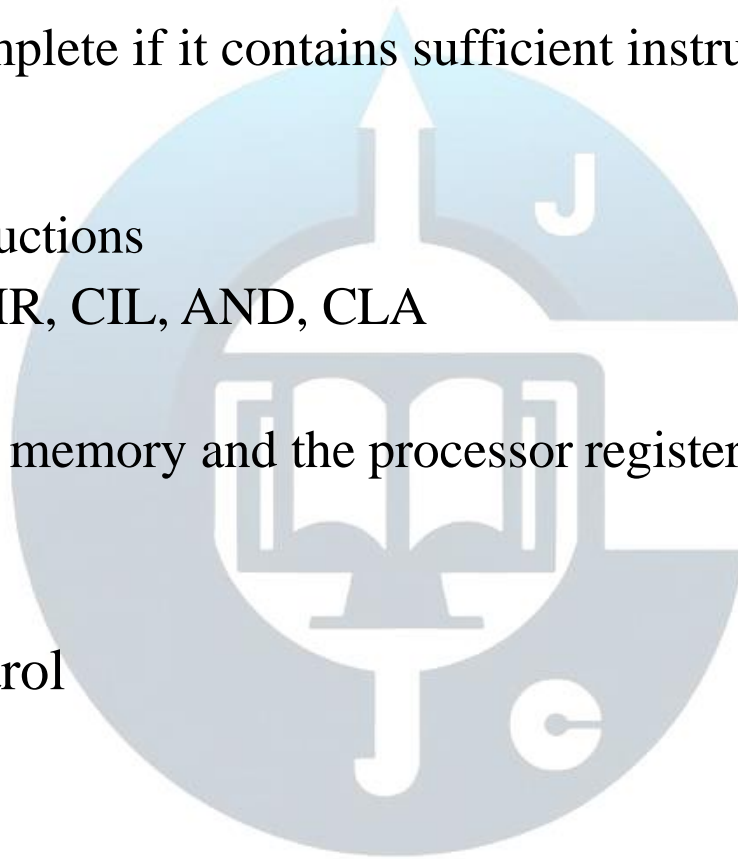 mplete if it contains sufficient instru
uctions
IR, CIL, AND, CLA
memory and the processor register
rol
J
J
C